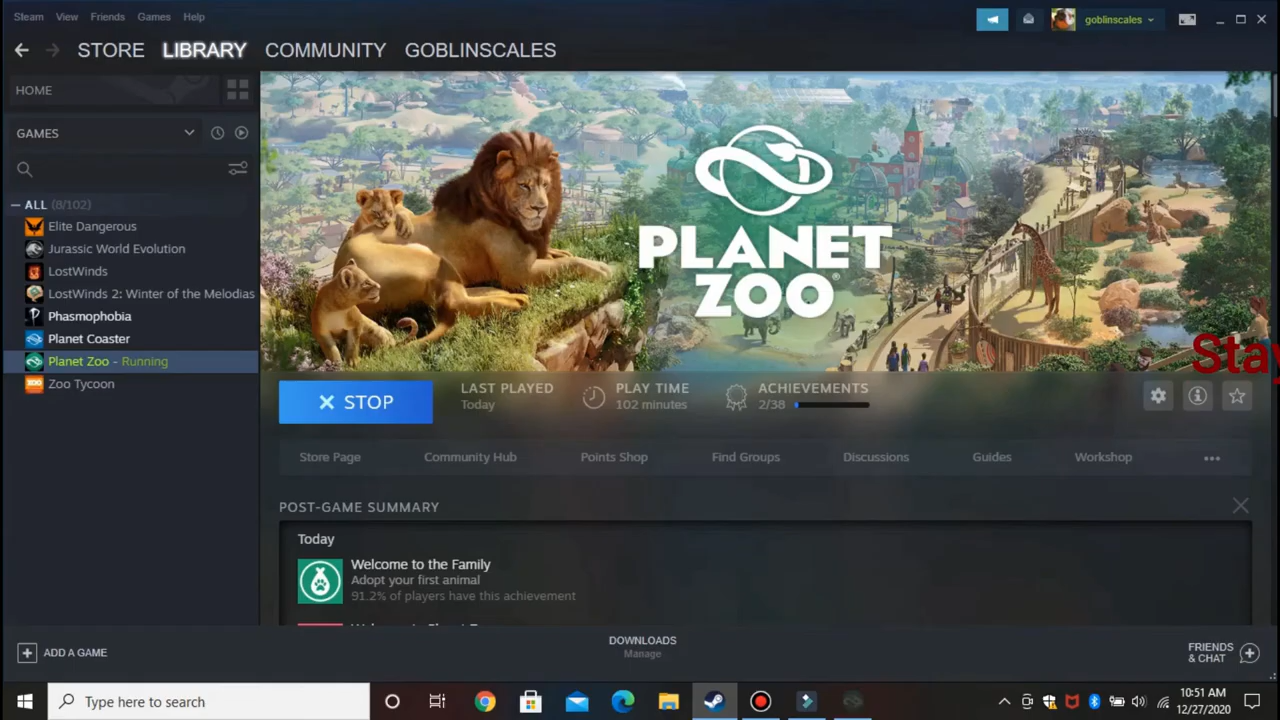 Steam View Friends Games Help
goblinscales
STORE LIBRARY COMMUNITY GOBLINSCALES
HOME
GAMES
ALL (8/102)
Elite Dangerous
Jurassic World Evolution
LostWinds
LostWinds 2: Winter of the Melodias
Phasmophobia
Planet Coaster
Planet Zoo - Running
Zoo Tycoon
PLANET
ZOO®
Stay
STOP
LAST PLAYED
Today
PLAY TIME
102 minutes
ACHIEVEMENTS
2/38
Store Page Community Hub Points Shop Find Groups Discussions Guides Workshop
POST-GAME SUMMARY
Today
Welcome to the Family
Adopt your first animal
91.2% of players have this achievement
ADD A GAME
DOWNLOADS
Manage
FRIENDS
& CHAT
Type here to search
10:51 AM
12/27/2020